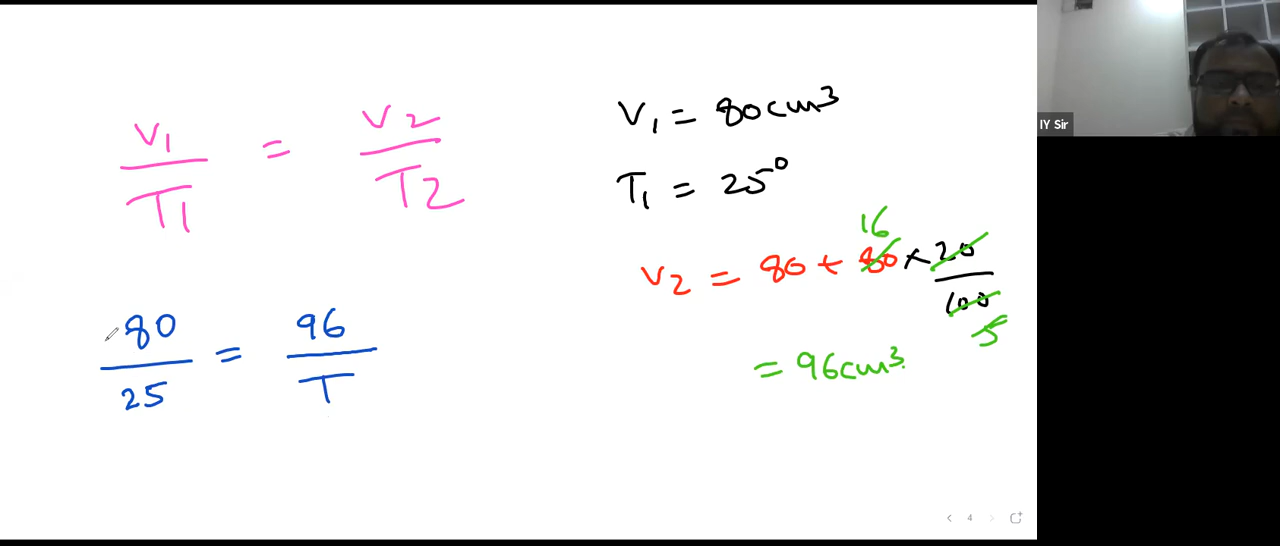 V1/T1 = V2/T2
V₁ = 80cm³
T₁ = 25°
V₂ = 80 + 80 × 20/100
16
5
= 96cm³.
80/25 = 96/T
IY Sir
4